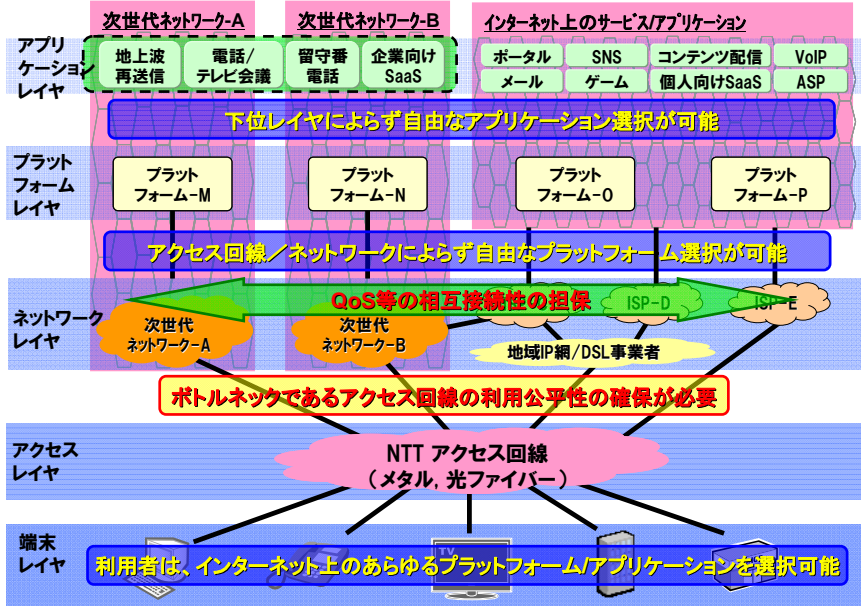 次世代ネットワーク-A
次世代ネットワーク-B
インターネット上のサービス/アプリケーション
アプリ
ケーション
レイヤ
地上波
再送信
電話/
テレビ会議
留守番
電話
企業向け
SaaS
ポータル
SNS
コンテンツ配信
VoIP
メール
ゲーム
個人向けSaaS
ASP
下位レイヤによらず自由なアプリケーション選択が可能
プラット
フォーム
レイヤ
プラット
フォーム-M
プラット
フォーム-N
プラット
フォーム-O
プラット
フォーム-P
アクセス回線／ネットワークによらず自由なプラットフォーム選択が可能
ネットワーク
レイヤ
QoS等の相互接続性の担保
ISP-D
ISP-E
次世代
ネットワーク-A
次世代
ネットワーク-B
地域IP網/DSL事業者
ボトルネックであるアクセス回線の利用公平性の確保が必要
アクセス
レイヤ
NTT アクセス回線
（メタル, 光ファイバー）
端末
レイヤ
TV
利用者は、インターネット上のあらゆるプラットフォーム/アプリケーションを選択可能